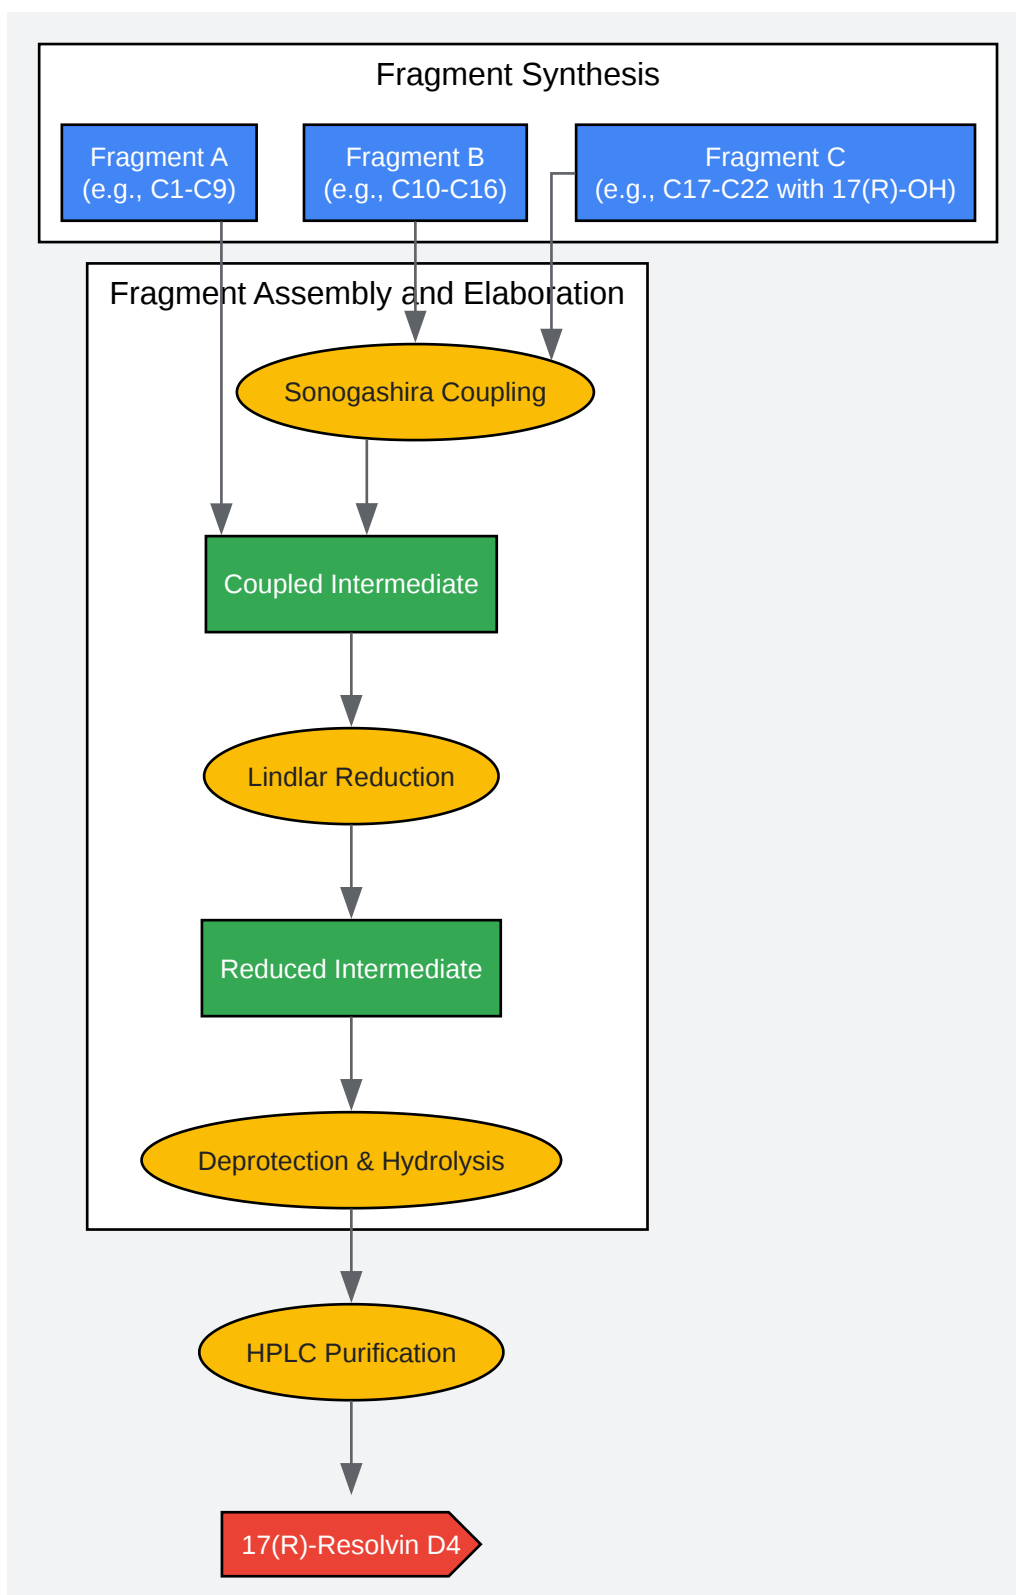 Fragment Synthesis
Fragment A
(e.g., C1-C9)
Fragment B
(e.g., C10-C16)
Fragment C
(e.g., C17-C22 with 17(R)-OH)
Fragment Assembly and Elaboration
Sonogashira Coupling
Coupled Intermediate
Lindlar Reduction
Reduced Intermediate
Deprotection & Hydrolysis
HPLC Purification
17(R)-Resolvin D4